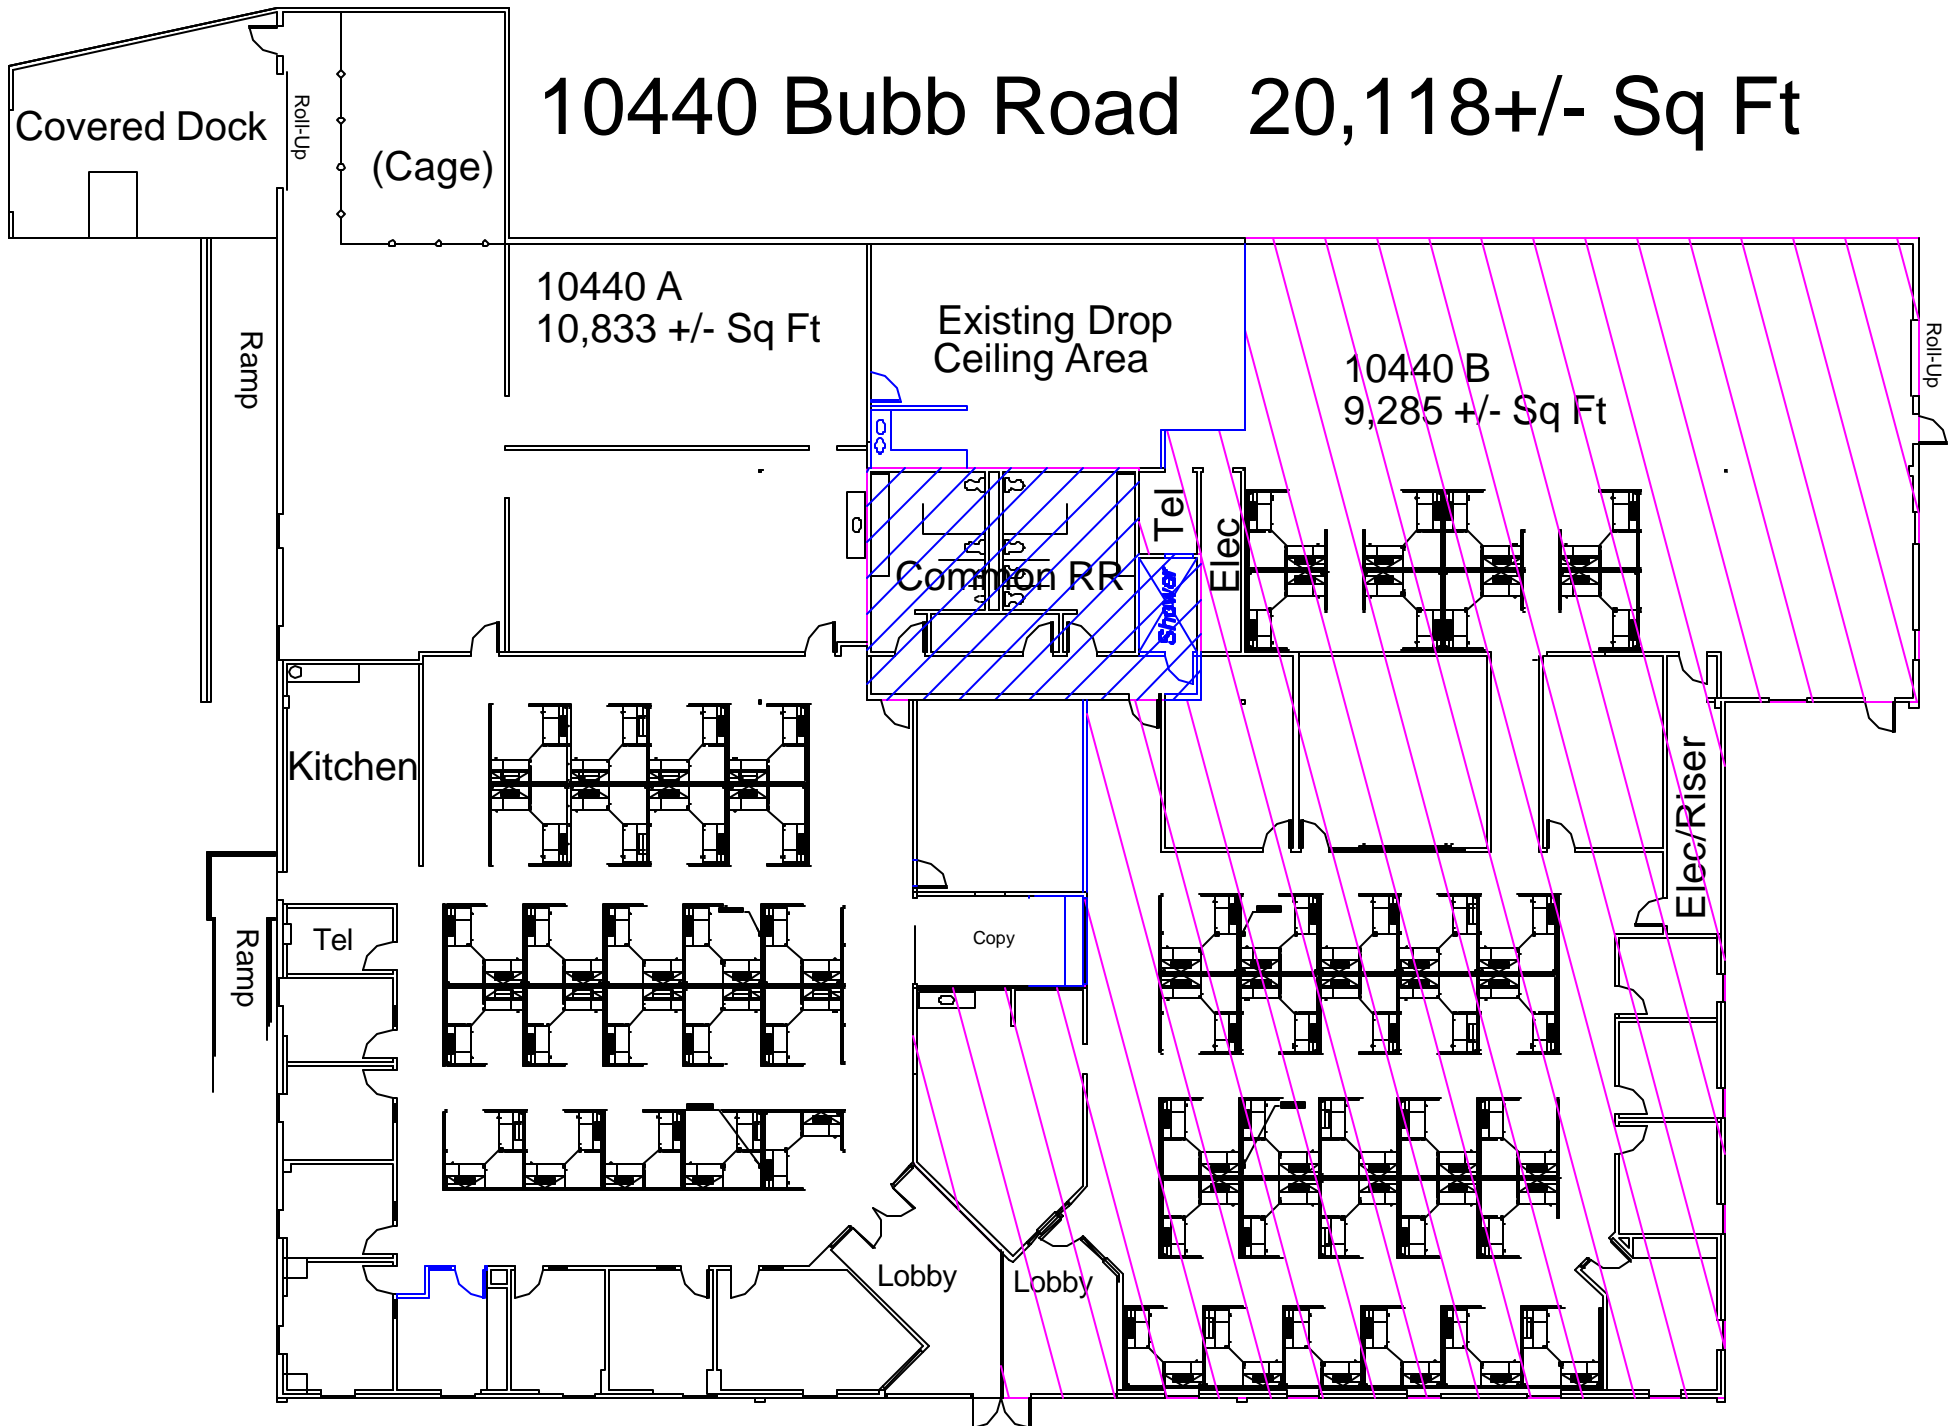 10440 Bubb Road 20,118+/- Sq Ft
Covered Dock
Roll-Up
(Cage)
10440 A
10,833 +/- Sq Ft
Existing Drop
Ceiling Area
10440 B
9,285 +/- Sq Ft
Roll-Up
Ramp
Tel
Elec
Common RR
Shower
Kitchen
Elec/Riser
Tel
Ramp
Copy
Lobby
Lobby